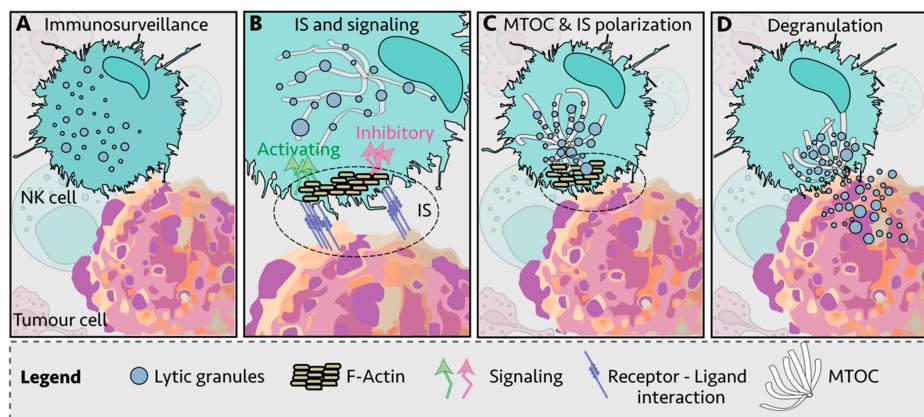 A Immunosurveillance
NK cell
Tumour cell
B IS and signaling
Activating
Inhibitory
IS
C MTOC & IS polarization
D Degranulation
Legend
Lytic granules
F-Actin
Signaling
Receptor - Ligand
interaction
MTOC